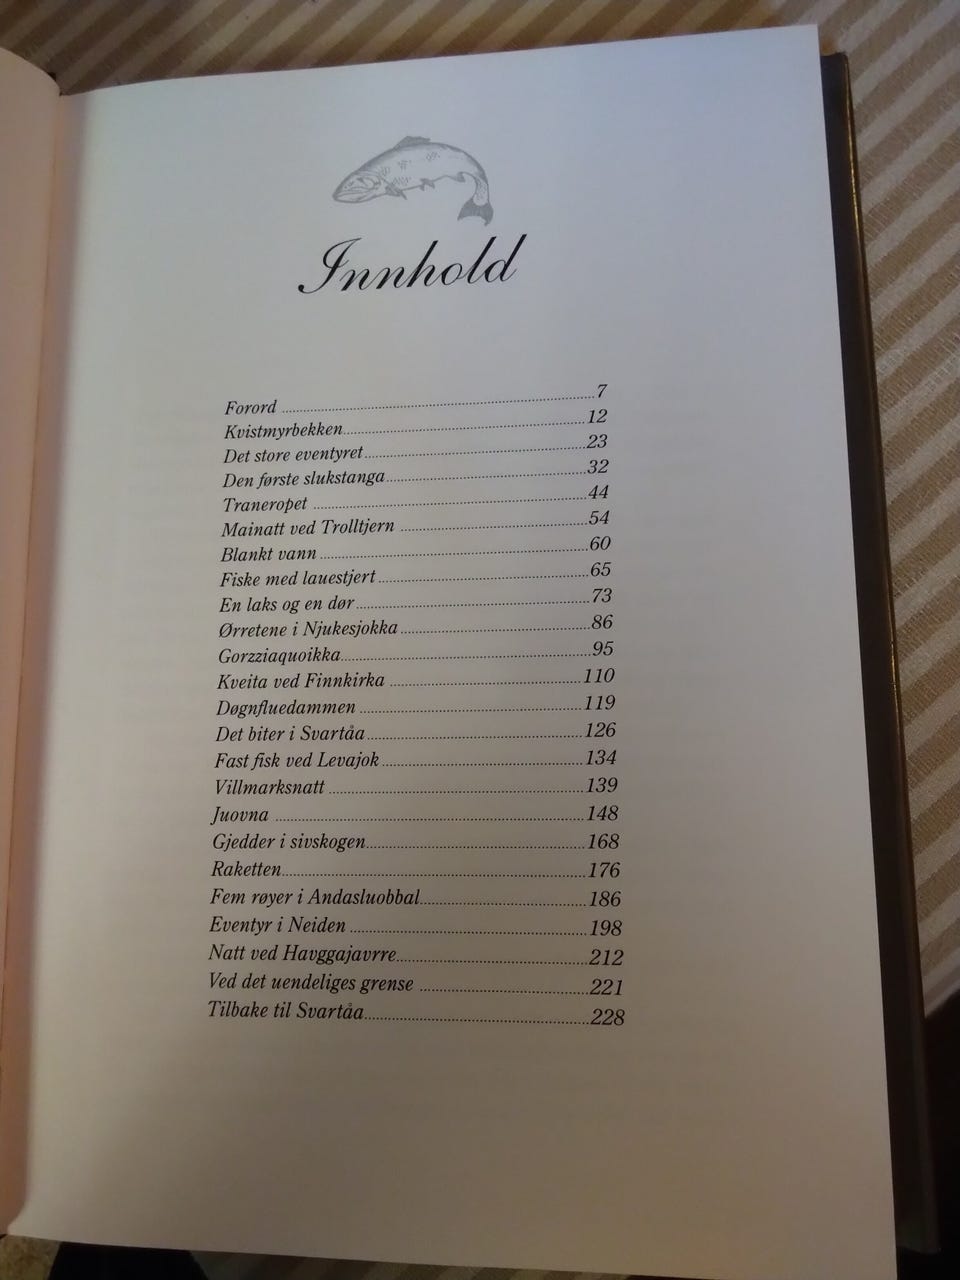 Innhold
Forord 7
Kvistmyrbekken 12
Det store eventyret 23
Den første slukstanga 32
Traneropet 44
Mainatt ved Trolltjern 54
Blankt vann 60
Fiske med lauestjert 65
En laks og en dør 73
Ørretene i Njukesjokka 86
Gorzziaquoikka 95
Kveita ved Finnkirka 110
Døgnfluedammen 119
Det biter i Svartåa 126
Fast fisk ved Levajok 134
Villmarksnatt 139
Juovna 148
Gjedder i sivskogen 168
Raketten 176
Fem røyer i Andasluobbal 186
Eventyr i Neiden 198
Natt ved Havggajavrre 212
Ved det uendeliges grense 221
Tilbake til Svartåa 228